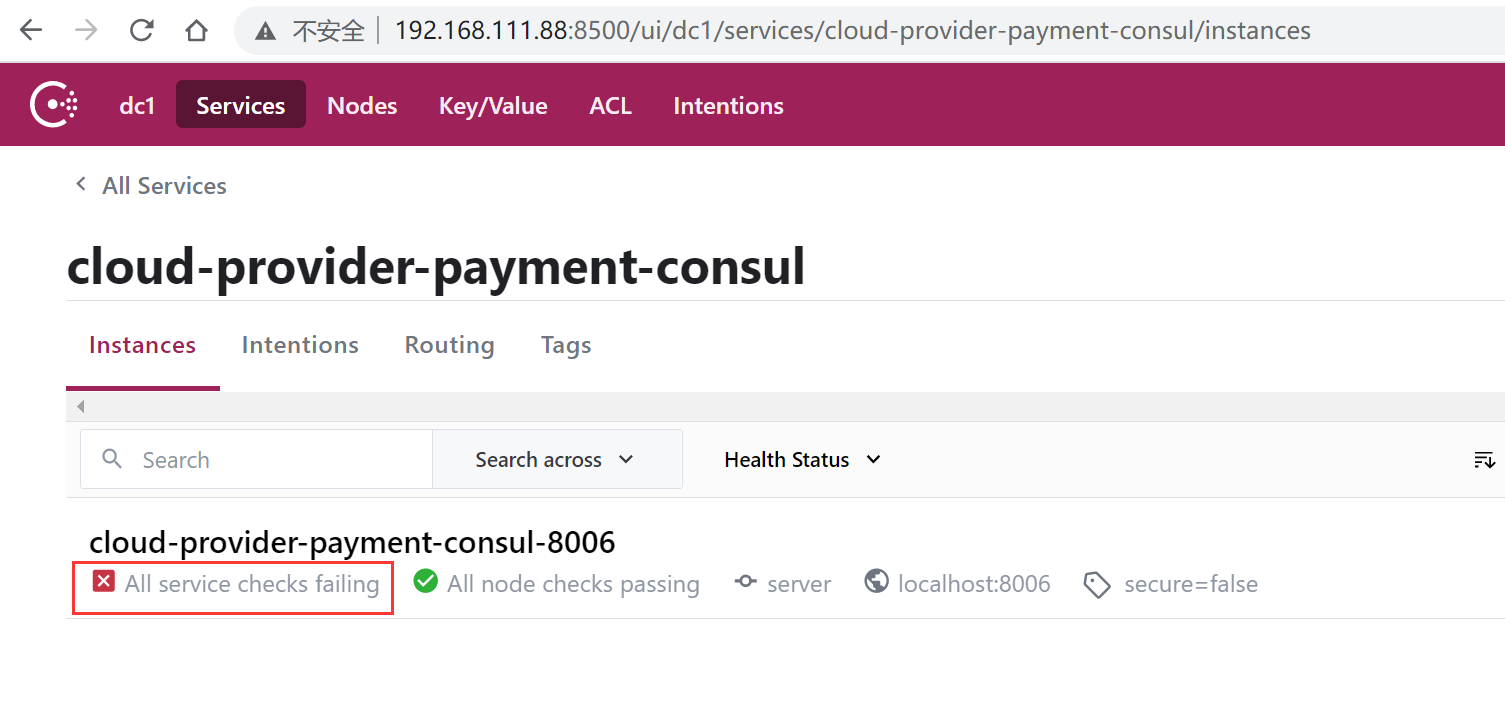 不安全 192.168.111.88:8500/ui/dc1/services/cloud-provider-payment-consul/instances
dc1 Services Nodes Key/Value ACL Intentions
All Services
cloud-provider-payment-consul
Instances Intentions Routing Tags
Search Search across Health Status
cloud-provider-payment-consul-8006
All service checks failing All node checks passing server localhost:8006 secure=false